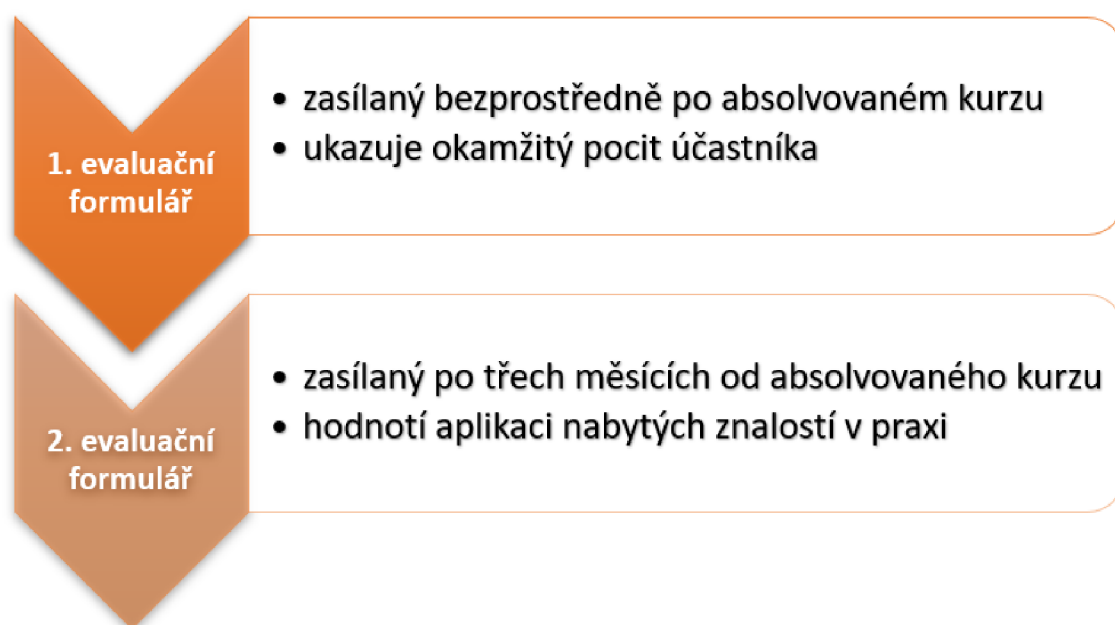 1. evaluační
formulář
• zasílaný bezprostředně po absolvovaném kurzu
• ukazuje okamžitý pocit účastníka
2. evaluační
formulář
• zasílaný po třech měsících od absolvovaného kurzu
• hodnotí aplikaci nabytých znalostí v praxi